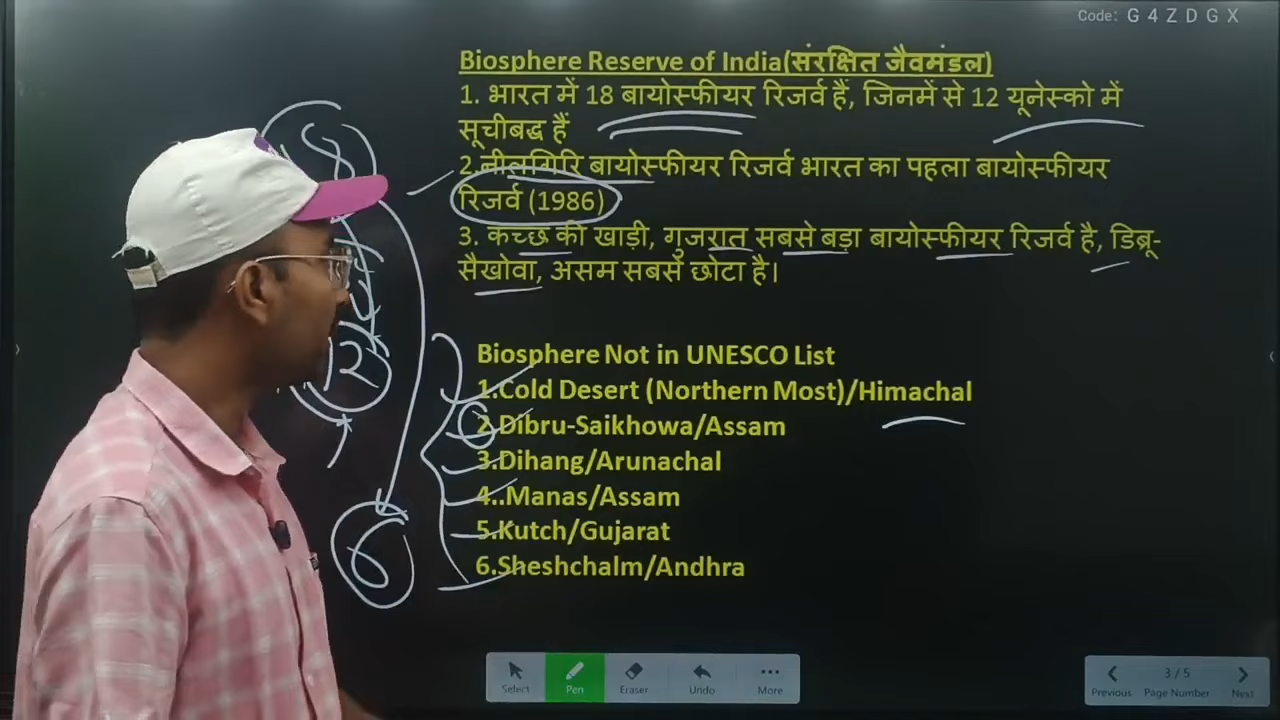 Code: G4ZDGX
Biosphere Reserve of India(संरक्षित जैवमंडल)
1. भारत में 18 बायोस्फीयर रिजर्व हैं, जिनमें से 12 यूनेस्को में
सूचीबद्ध हैं
2.नीलगिरि बायोस्फीयर रिजर्व भारत का पहला बायोस्फीयर
रिजर्व (1986)
3. कच्छ की खाड़ी, गुजरात सबसे बड़ा बायोस्फीयर रिजर्व है, डिब्रू-
सैखोवा, असम सबसे छोटा है।
Biosphere Not in UNESCO List
1.Cold Desert (Northern Most)/Himachal
2.Dibru-Saikhowa/Assam
3.Dihang/Arunachal
4..Manas/Assam
5.Kutch/Gujarat
6.Sheshchalm/Andhra
12
6
Select Pen Eraser Undo More
3/5
Previous Page Number Next